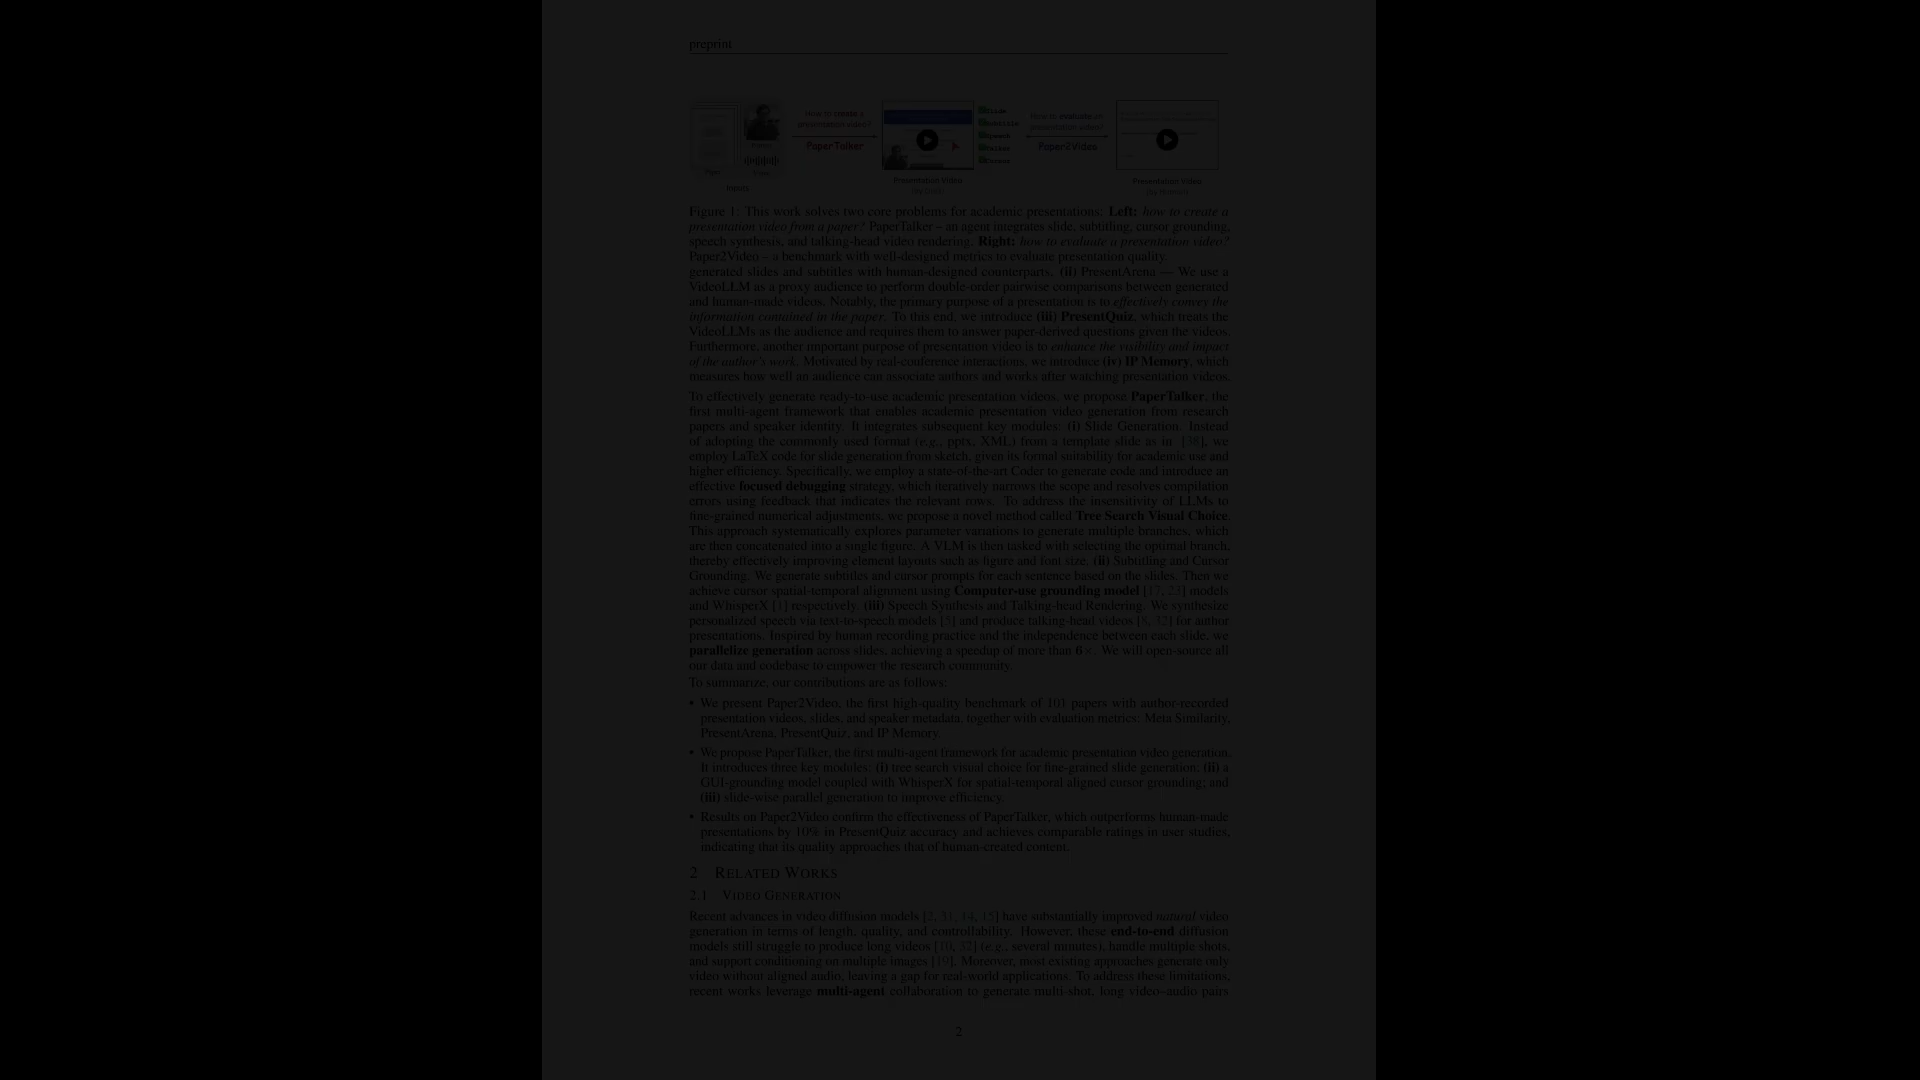 preprint
How to create a
presentation video?
PaperTalker
Paper
Inputs
Slide
Subtitle
Speech
Talker
Cursor
Presentation Video
How to evaluate a
presentation video?
Paper2Video
Presentation Video
Figure 1: This work solves two core problems for academic presentations: Left: how to create a
presentation video from a paper? PaperTalker – an agent integrates slide, subtitling, cursor grounding,
speech synthesis, and talking-head video rendering. Right: how to evaluate a presentation video?
Paper2Video – a benchmark with well-designed metrics to evaluate presentation quality.
generated slides and subtitles with human-designed counterparts. (ii) PresentArena — We use a
VideoLLM as a proxy audience to perform double-order pairwise comparisons between generated
and human-made videos. Notably, the primary purpose of a presentation is to effectively convey the
information contained in the paper. To this end, we introduce (iii) PresentQuiz, which treats the
VideoLLMs as the audience and requires them to answer paper-derived questions given the videos.
Furthermore, another important purpose of presentation video is to enhance the visibility and impact
of the author's work. Motivated by real-conference interactions, we introduce (iv) IP Memory, which
measures how well an audience can associate authors and works after watching presentation videos.
To effectively generate ready-to-use academic presentation videos, we propose PaperTalker, the
first multi-agent framework that enables academic presentation video generation from research
papers and speaker identity. It integrates subsequent key modules: (i) Slide Generation. Instead
of adopting the commonly used format (e.g., pptx, XML) from a template slide as in [38], we
employ LaTeX code for slide generation from sketch, given its formal suitability for academic use and
higher efficiency. Specifically, we employ a state-of-the-art Coder to generate code and introduce an
effective focused debugging strategy, which iteratively narrows the scope and resolves compilation
errors using feedback that indicates the relevant rows. To address the insensitivity of LLMs to
fine-grained numerical adjustments, we propose a novel method called Tree Search Visual Choice.
This approach systematically explores parameter variations to generate multiple branches, which
are then concatenated into a single figure. A VLM is then tasked with selecting the optimal branch,
thereby effectively improving element layouts such as figure and font size. (ii) Subtitling and Cursor
Grounding. We generate subtitles and cursor prompts for each sentence based on the slides. Then we
achieve cursor spatial-temporal alignment using Computer-use grounding model [17, 23] models
and WhisperX [1] respectively. (iii) Speech Synthesis and Talking-head Rendering. We synthesize
personalized speech via text-to-speech models [5] and produce talking-head videos [8, 32] for author
presentations. Inspired by human recording practice and the independence between each slide, we
parallelize generation across slides, achieving a speedup of more than 6×. We will open-source all
our data and codebase to empower the research community.
To summarize, our contributions are as follows:
• We present Paper2Video, the first high-quality benchmark of 101 papers with author-recorded
presentation videos, slides, and speaker metadata, together with evaluation metrics: Meta Similarity,
PresentArena, PresentQuiz, and IP Memory.
• We propose PaperTalker, the first multi-agent framework for academic presentation video generation.
It introduces three key modules: (i) tree search visual choice for fine-grained slide generation; (ii) a
GUI-grounding model coupled with WhisperX for spatial-temporal aligned cursor grounding; and
(iii) slide-wise parallel generation to improve efficiency.
• Results on Paper2Video confirm the effectiveness of PaperTalker, which outperforms human-made
presentations by 10% in PresentQuiz accuracy and achieves comparable ratings in user studies,
indicating that its quality approaches that of human-created content.
2 RELATED WORKS
2.1 VIDEO GENERATION
Recent advances in video diffusion models [2, 31, 14, 15] have substantially improved natural video
generation in terms of length, quality, and controllability. However, these end-to-end diffusion
models still struggle to produce long videos [10, 32] (e.g., several minutes), handle multiple shots,
and support conditioning on multiple images [19]. Moreover, most existing approaches generate only
video without aligned audio, leaving a gap for real-world applications. To address these limitations,
recent works leverage multi-agent collaboration to generate multi-shot, long video–audio pairs
2